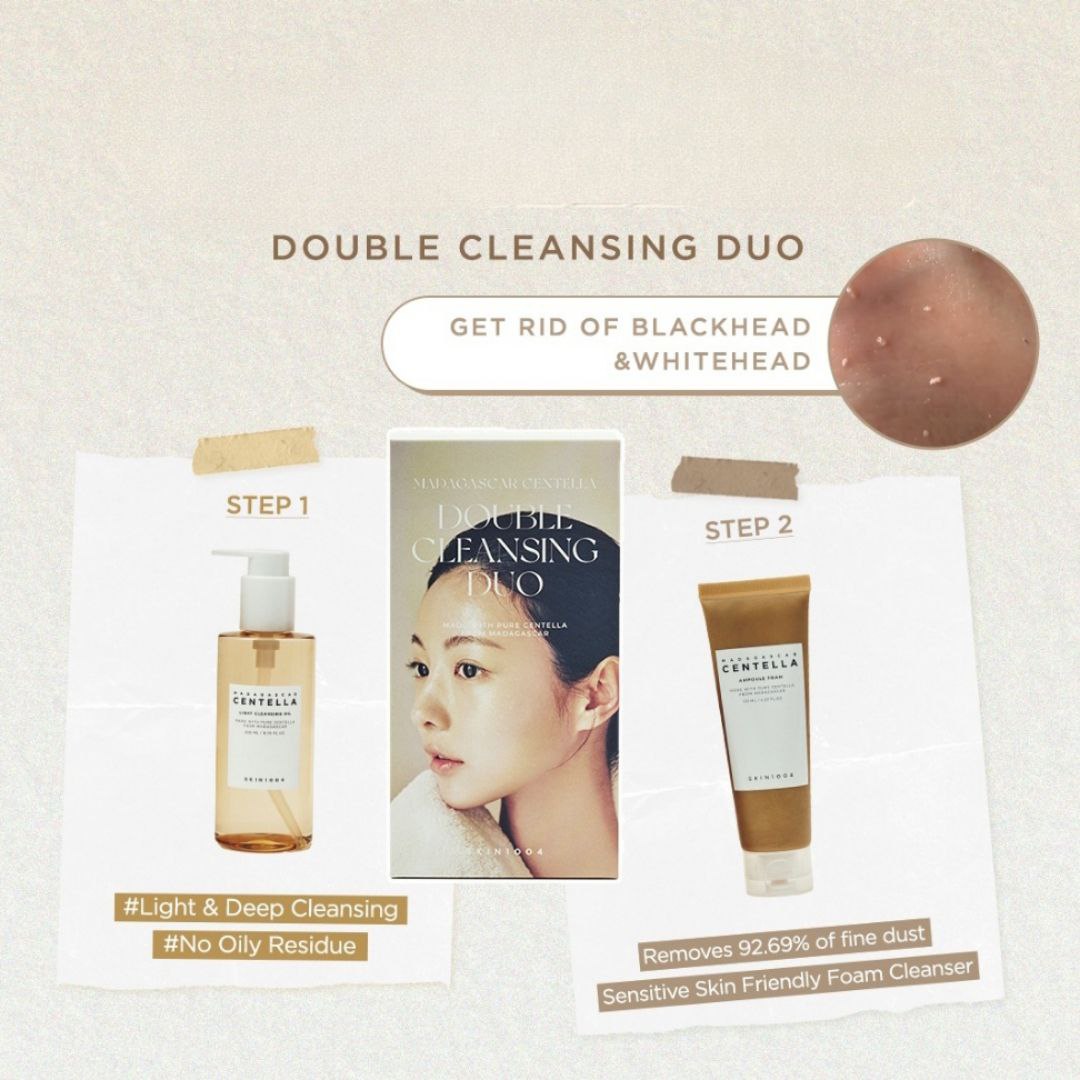 DOUBLE CLEANSING DUO
GET RID OF BLACKHEAD
&WHITEHEAD
STEP 1
MADAGASCAR
CENTELLA
LIGHT CLEANSING OIL
MADE WITH PURE CENTELLA
FROM MADAGASCAR
SKIN1004
#Light & Deep Cleansing
#No Oily Residue
MADAGASCAR CENTELLA
DOUBLE
CLEANSING
DUO
MADE WITH PURE CENTELLA
FROM MADAGASCAR
SKIN1004
STEP 2
MADAGASCAR
CENTELLA
AMPOULE FOAM
MADE WITH PURE CENTELLA
FROM MADAGASCAR
SKIN1004
Removes 92.69% of fine dust
Sensitive Skin Friendly Foam Cleanser